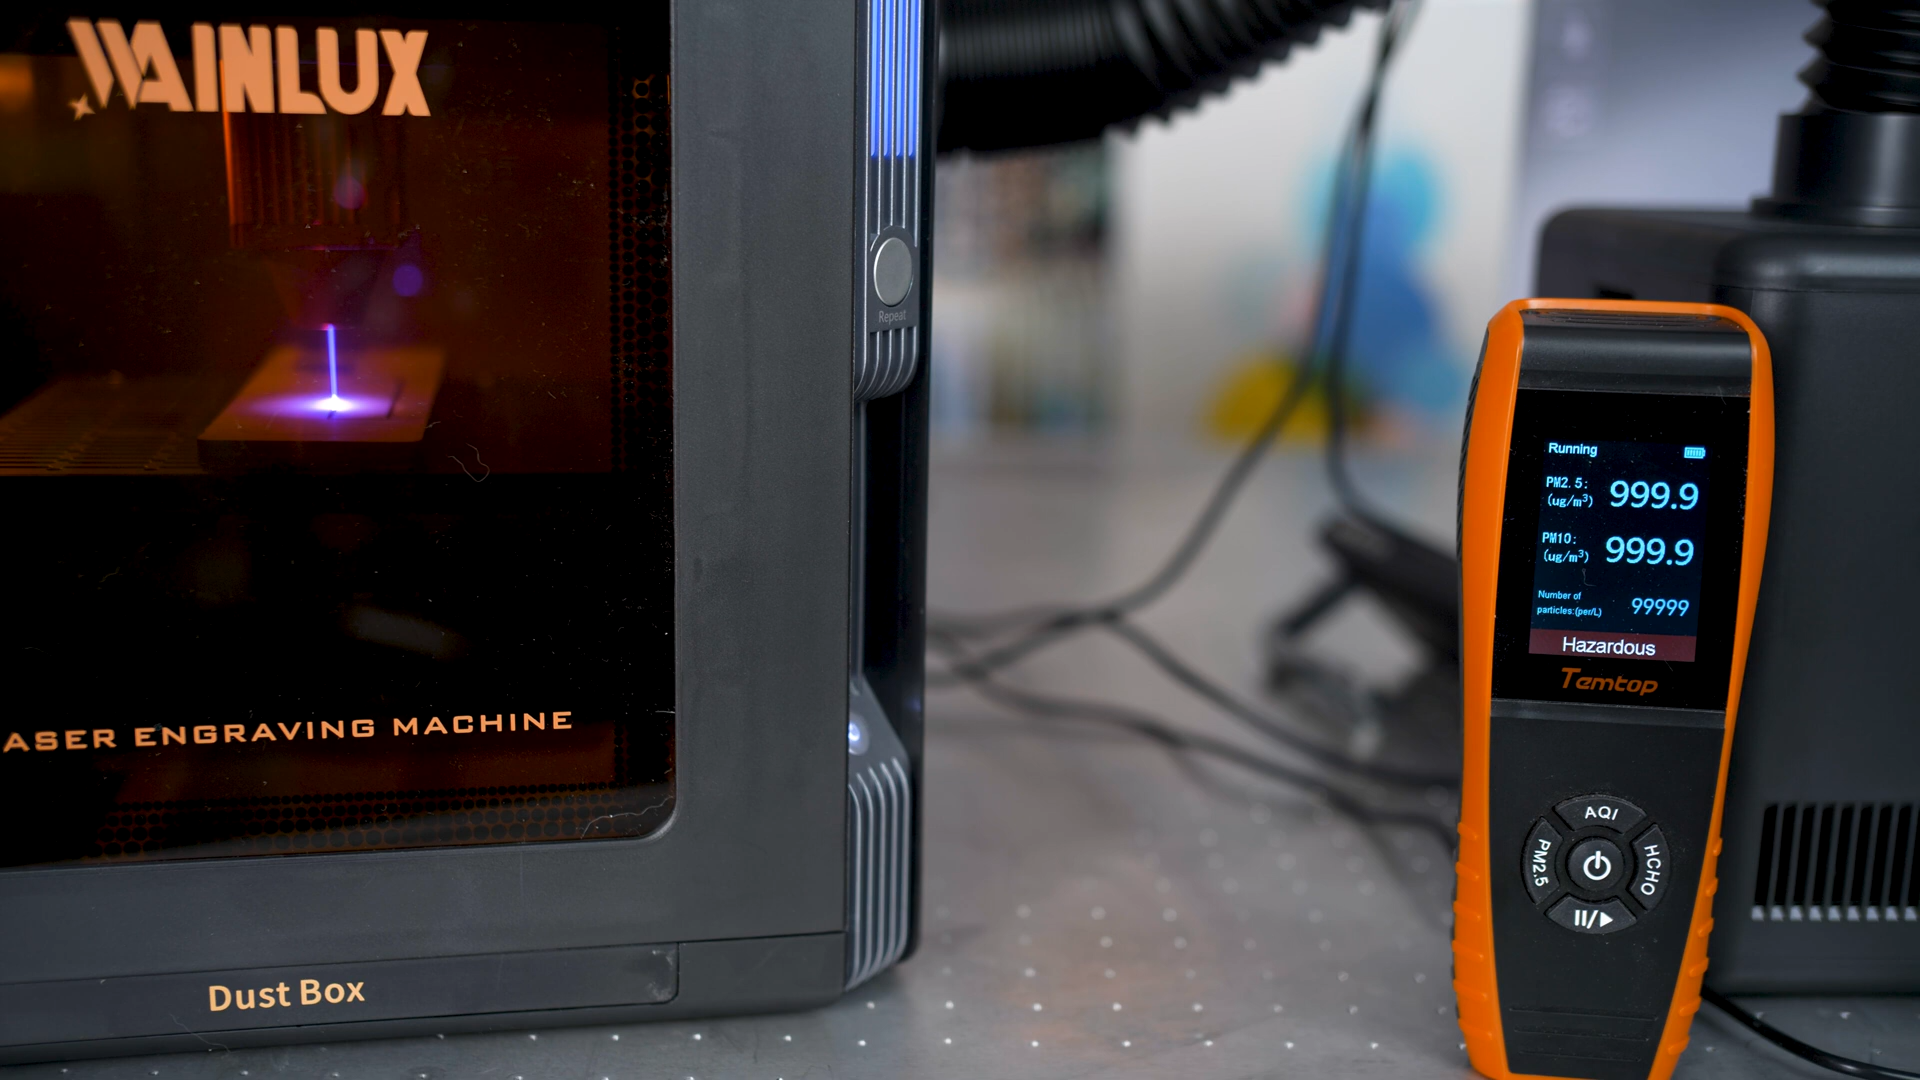 WAINLUX
Repeat
ASER ENGRAVING MACHINE
Dust Box
Running
PM2.5:
(ug/m³) 999.9
PM10:
(ug/m³) 999.9
Number of
particles:(per/L) 99999
Hazardous
Temtop
AQI
PM2.5
HCHO